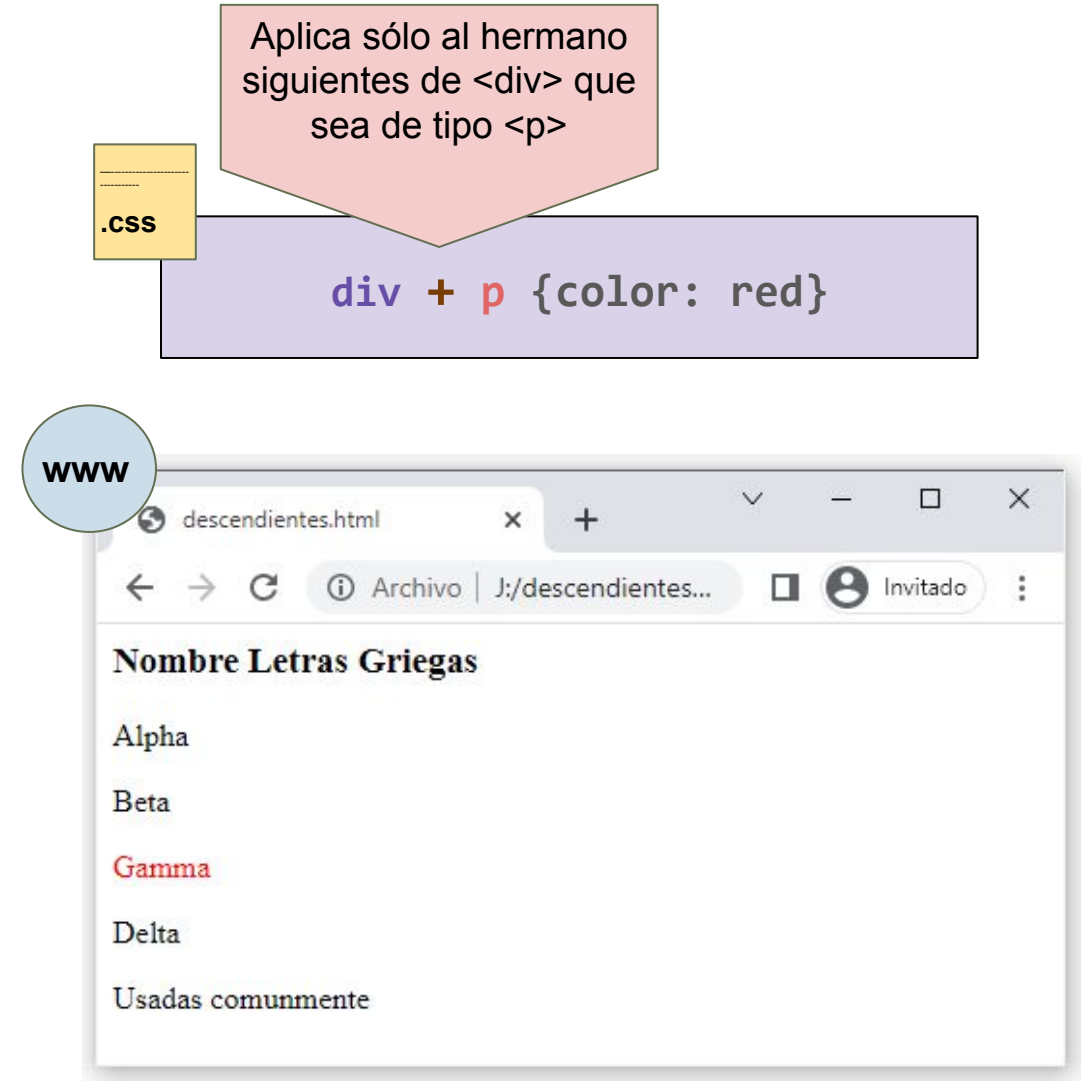 Aplica sólo al hermano
siguientes de <div> que
sea de tipo <p>
.css
div + p {color: red}
www
descendientes.html
Archivo | J:/descendientes...
Invitado
Nombre Letras Griegas
Alpha
Beta
Gamma
Delta
Usadas comunmente